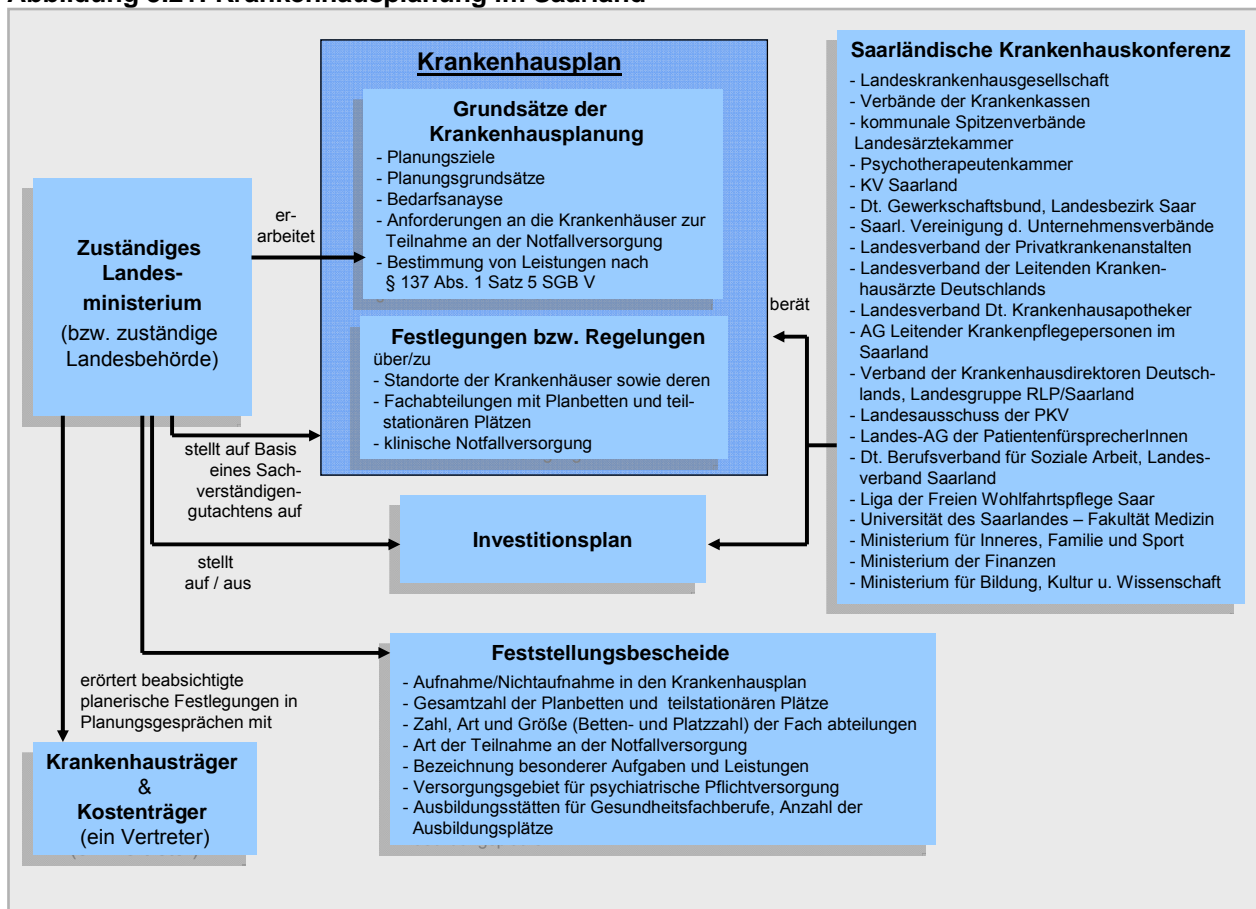 Abbildung 3.21: Krankenhausplanung im Saarland
Krankenhausplan
Grundsätze der
Krankenhausplanung
- Planungsziele
- Planungsgrundsätze
- Bedarfsanayse
- Anforderungen an die Krankenhäuser zur
Teilnahme an der Notfallversorgung
- Bestimmung von Leistungen nach
§ 137 Abs. 1 Satz 5 SGB V
Festlegungen bzw. Regelungen
über/zu
- Standorte der Krankenhäuser sowie deren
- Fachabteilungen mit Planbetten und teil-
stationären Plätzen
- klinische Notfallversorgung
Zuständiges
Landes-
ministerium
(bzw. zuständige
Landesbehörde)
er-
arbeitet
stellt auf Basis
eines Sach-
verständigen-
gutachtens auf
stellt
auf / aus
Investitionsplan
berät
Saarländische Krankenhauskonferenz
- Landeskrankenhausgesellschaft
- Verbände der Krankenkassen
- kommunale Spitzenverbände
Landesärztekammer
- Psychotherapeutenkammer
- KV Saarland
- Dt. Gewerkschaftsbund, Landesbezirk Saar
- Saarl. Vereinigung d. Unternehmensverbände
- Landesverband der Privatkrankenanstalten
- Landesverband der Leitenden Kranken-
hausärzte Deutschlands
- Landesverband Dt. Krankenhausapotheker
- AG Leitender Krankenpflegepersonen im
Saarland
- Verband der Krankenhausdirektoren Deutsch-
lands, Landesgruppe RLP/Saarland
- Landesausschuss der PKV
- Landes-AG der PatientenfürsprecherInnen
- Dt. Berufsverband für Soziale Arbeit, Landes-
verband Saarland
- Liga der Freien Wohlfahrtspflege Saar
- Universität des Saarlandes – Fakultät Medizin
- Ministerium für Inneres, Familie und Sport
- Ministerium der Finanzen
- Ministerium für Bildung, Kultur u. Wissenschaft
Feststellungsbescheide
- Aufnahme/Nichtaufnahme in den Krankenhausplan
- Gesamtzahl der Planbetten und teilstationären Plätze
- Zahl, Art und Größe (Betten- und Platzzahl) der Fach abteilungen
- Art der Teilnahme an der Notfallversorgung
- Bezeichnung besonderer Aufgaben und Leistungen
- Versorgungsgebiet für psychiatrische Pflichtversorgung
- Ausbildungsstätten für Gesundheitsfachberufe, Anzahl der
Ausbildungsplätze
erörtert beabsichtigte
planerische Festlegungen in
Planungsgesprächen mit
Krankenhausträger
&
Kostenträger
(ein Vertreter)